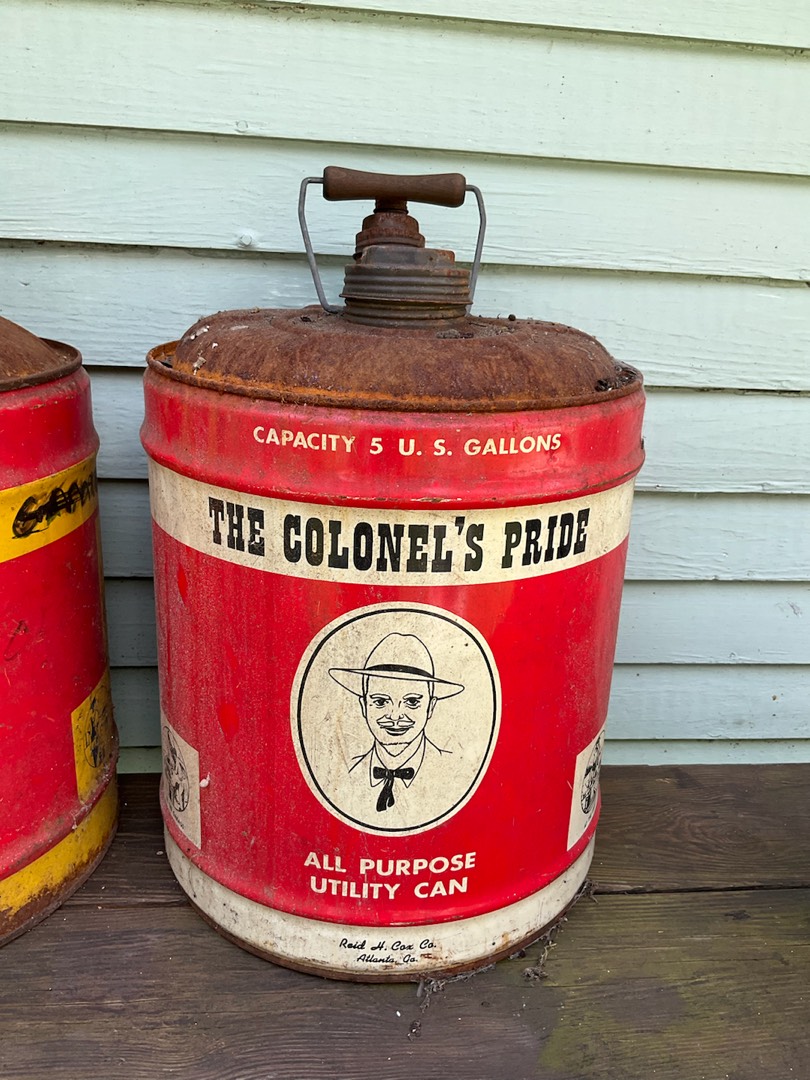 CAPACITY 5 U. S. GALLONS
THE COLONEL'S PRIDE
ALL PURPOSE
UTILITY CAN
Reid H. Cox Co.
Atlanta, Ga.